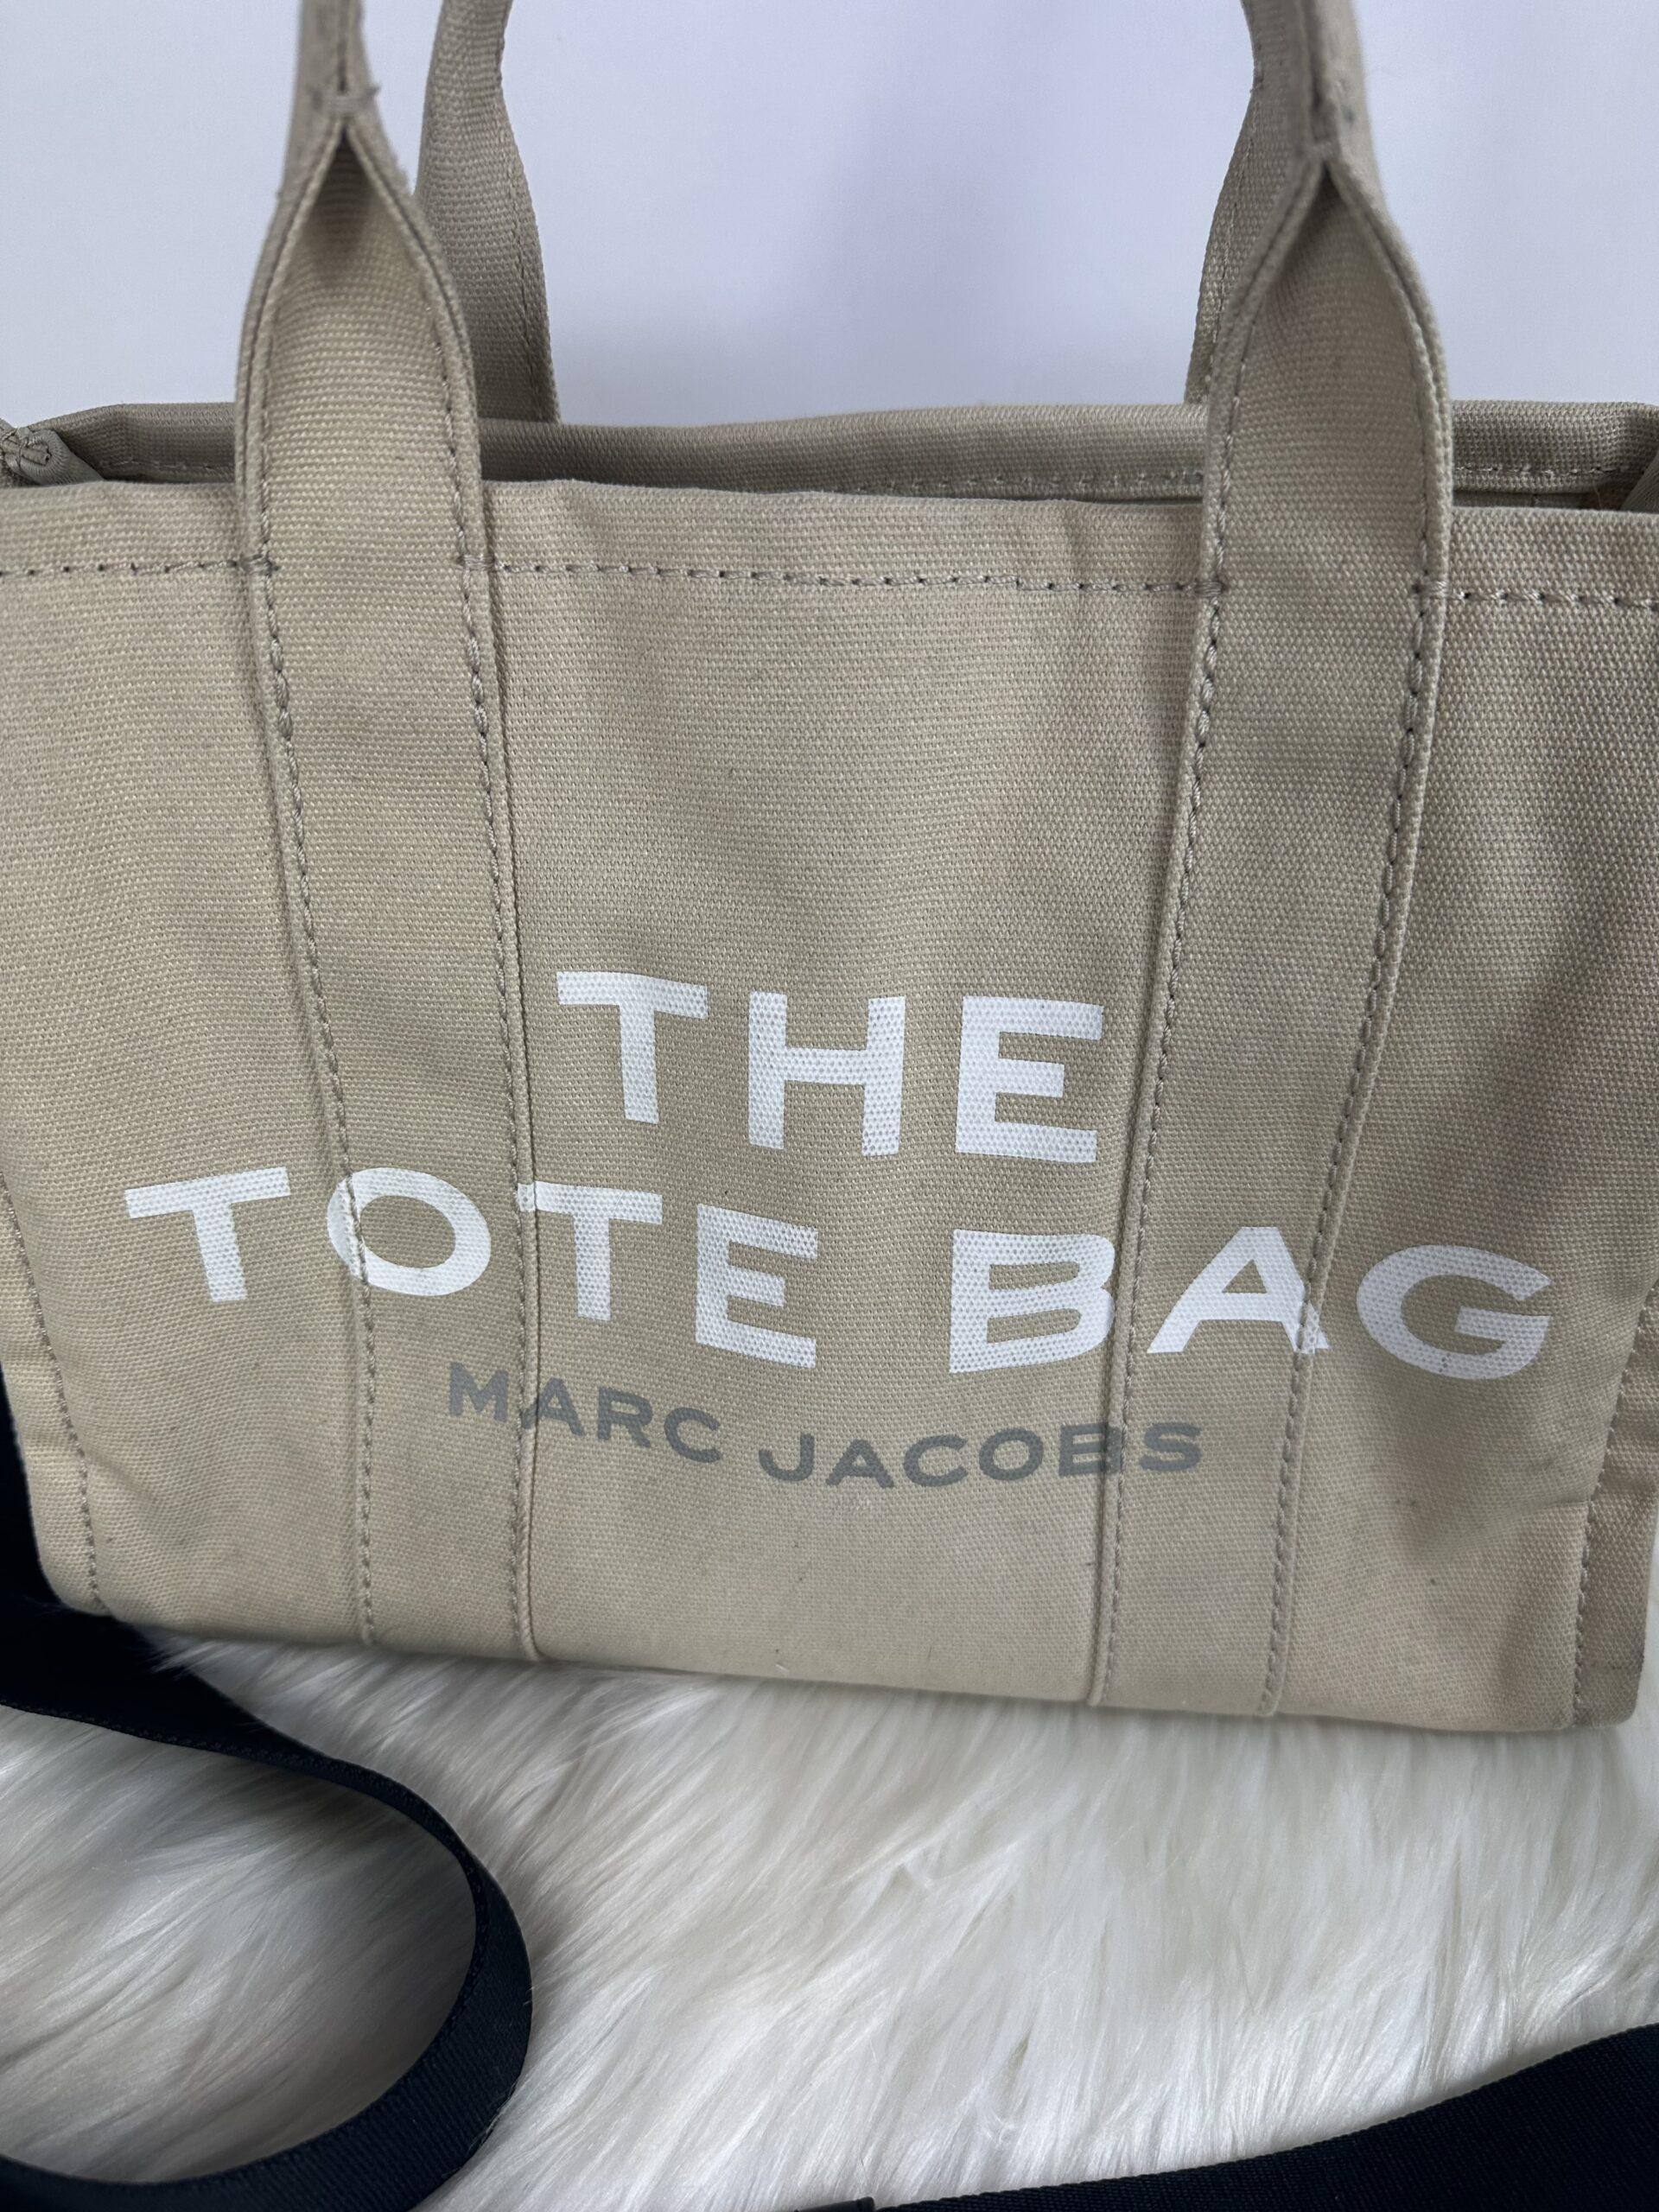 THE
TOTE BAG
MARC JACOBS